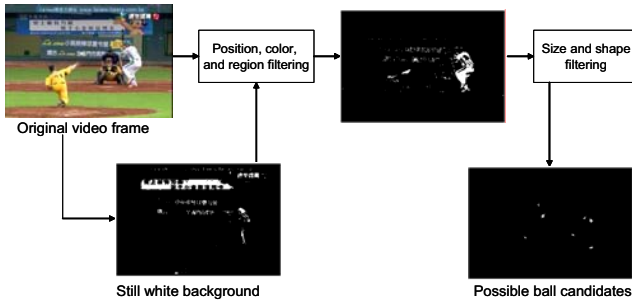 Position, color,
and region filtering
Size and shape
filtering
Original video frame
Still white background
Possible ball candidates